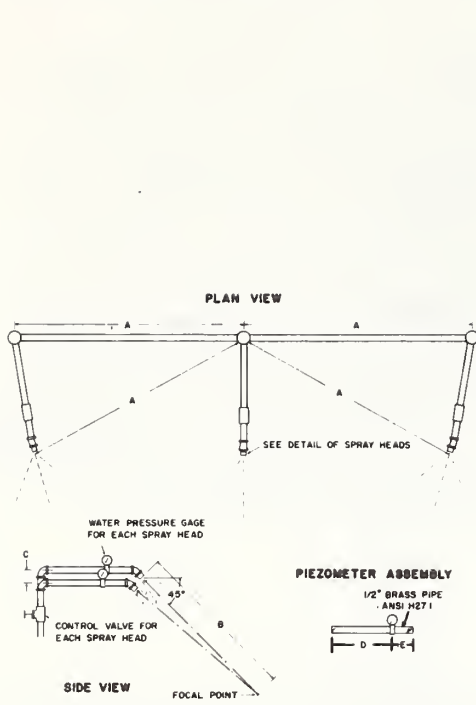 PLAN VIEW
A A
A A
SEE DETAIL OF SPRAY HEADS
WATER PRESSURE GAGE
FOR EACH SPRAY HEAD
C
45°
B
CONTROL VALVE FOR
EACH SPRAY HEAD
SIDE VIEW
FOCAL POINT
PIEZOMETER ASSEMBLY
1/2" BRASS PIPE
ANSI H27 1
D E